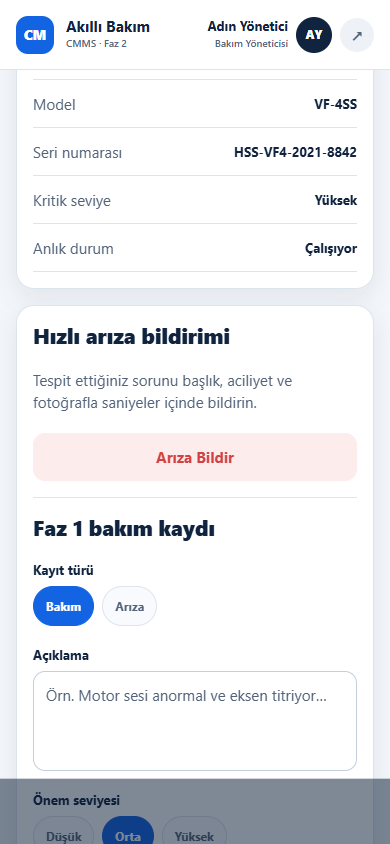 CM
Akıllı Bakım
CMMS · Faz 2
Adın Yönetici
Bakım Yöneticisi
AY
↗
Model
VF-4SS
Seri numarası
HSS-VF4-2021-8842
Kritik seviye
Yüksek
Anlık durum
Çalışıyor
Hızlı arıza bildirimi
Tespit ettiğiniz sorunu başlık, aciliyet ve
fotoğrafla saniyeler içinde bildirin.
Arıza Bildir
Faz 1 bakım kaydı
Kayıt türü
Bakım
Arıza
Açıklama
Örn. Motor sesi anormal ve eksen titriyor...
Önem seviyesi
Düşük
Orta
Yüksek